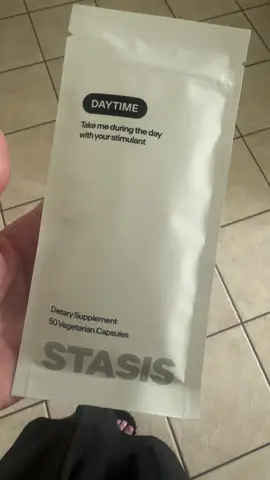 DAYTIME
Take me during the day
with your stimulant
Dietary Supplement
50 Vegetarian Capsules
STASIS